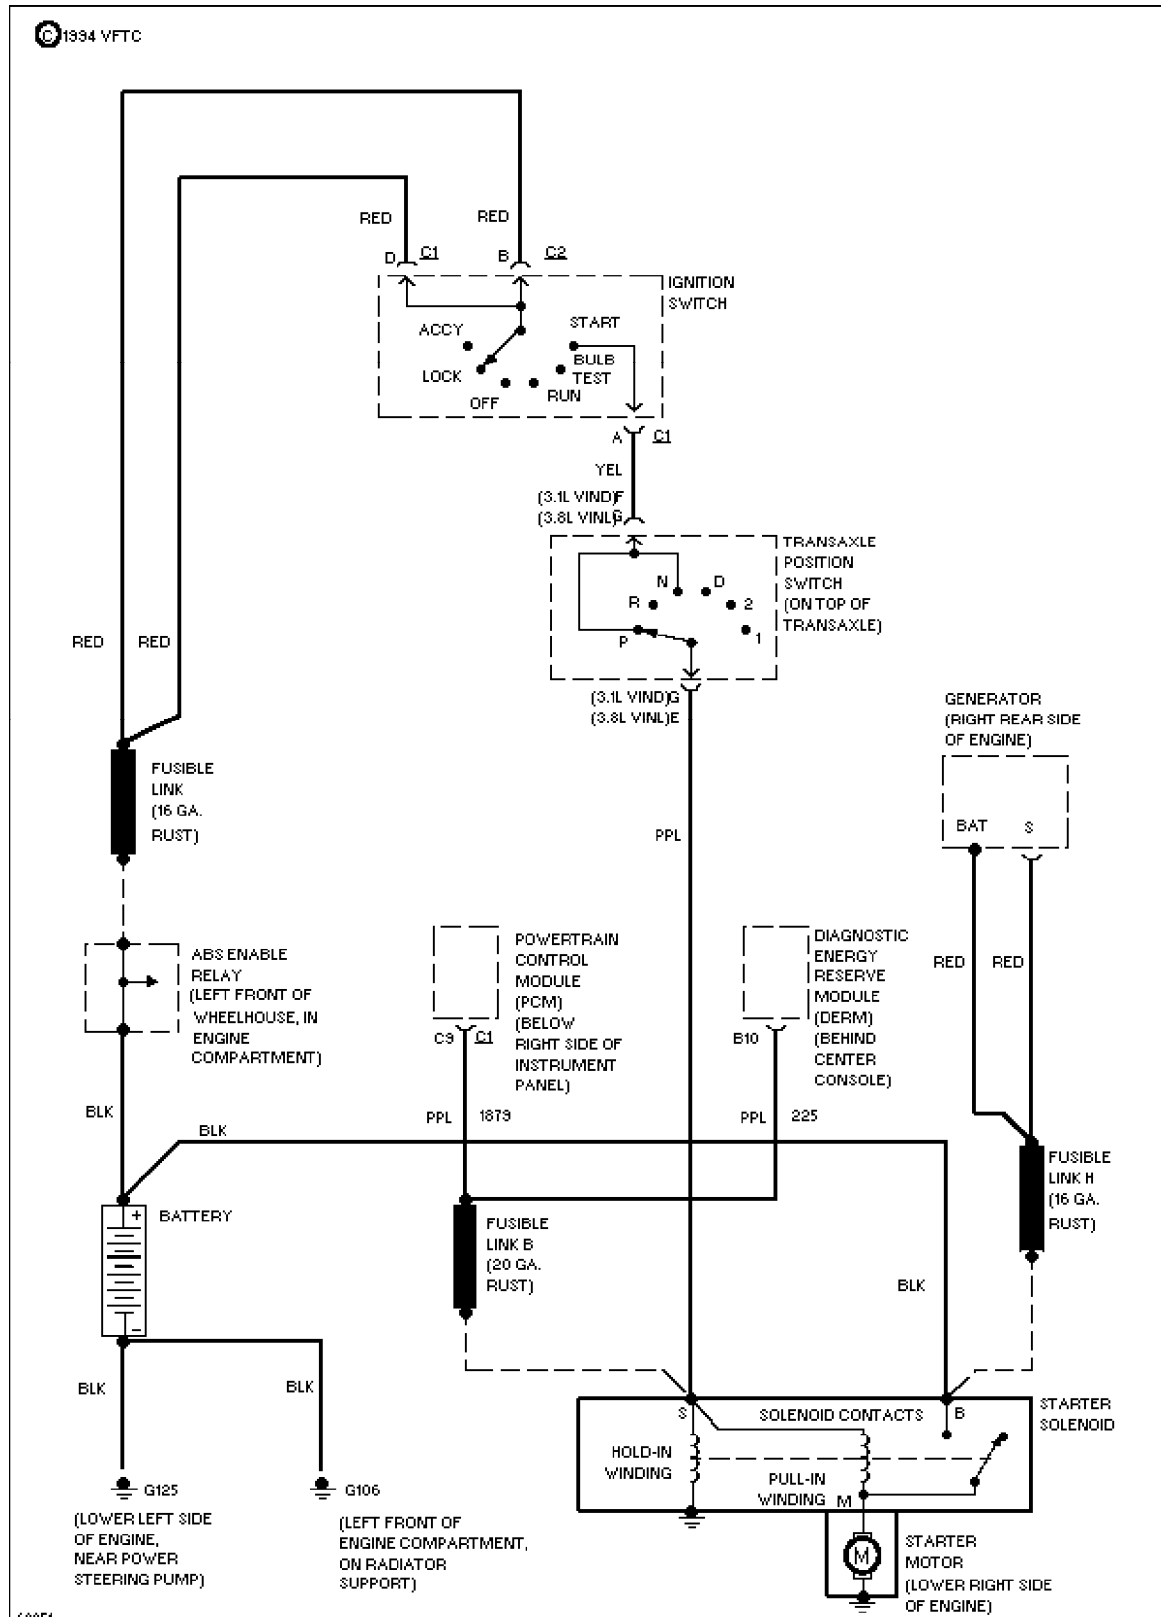 © 1994 VFTC
RED
RED
D C1
B C2
IGNITION
SWITCH
ACCY
START
LOCK
BULB
TEST
OFF
RUN
A C1
YEL
(3.1L VIND)F
(3.8L VINL)G
TRANSAXLE
POSITION
SWITCH
(ON TOP OF
TRANSAXLE)
N
D
R
2
P
1
RED
RED
(3.1L VIND)G
(3.8L VINL)E
GENERATOR
(RIGHT REAR SIDE
OF ENGINE)
FUSIBLE
LINK
(16 GA.
RUST)
PPL
BAT
S
ABS ENABLE
RELAY
(LEFT FRONT OF
WHEELHOUSE, IN
ENGINE
COMPARTMENT)
POWERTRAIN
CONTROL
MODULE
(PCM)
(BELOW
RIGHT SIDE OF
INSTRUMENT
PANEL)
DIAGNOSTIC
ENERGY
RESERVE
MODULE
(DERM)
(BEHIND
CENTER
CONSOLE)
RED
RED
C9 C1
B10
BLK
PPL 1879
PPL 225
BLK
FUSIBLE
LINK H
(16 GA.
RUST)
+
BATTERY
-
FUSIBLE
LINK B
(20 GA.
RUST)
BLK
BLK
BLK
S
SOLENOID CONTACTS
B
STARTER
SOLENOID
HOLD-IN
WINDING
PULL-IN
WINDING
M
G125
(LOWER LEFT SIDE
OF ENGINE,
NEAR POWER
STEERING PUMP)
G106
(LEFT FRONT OF
ENGINE COMPARTMENT,
ON RADIATOR
SUPPORT)
M
STARTER
MOTOR
(LOWER RIGHT SIDE
OF ENGINE)